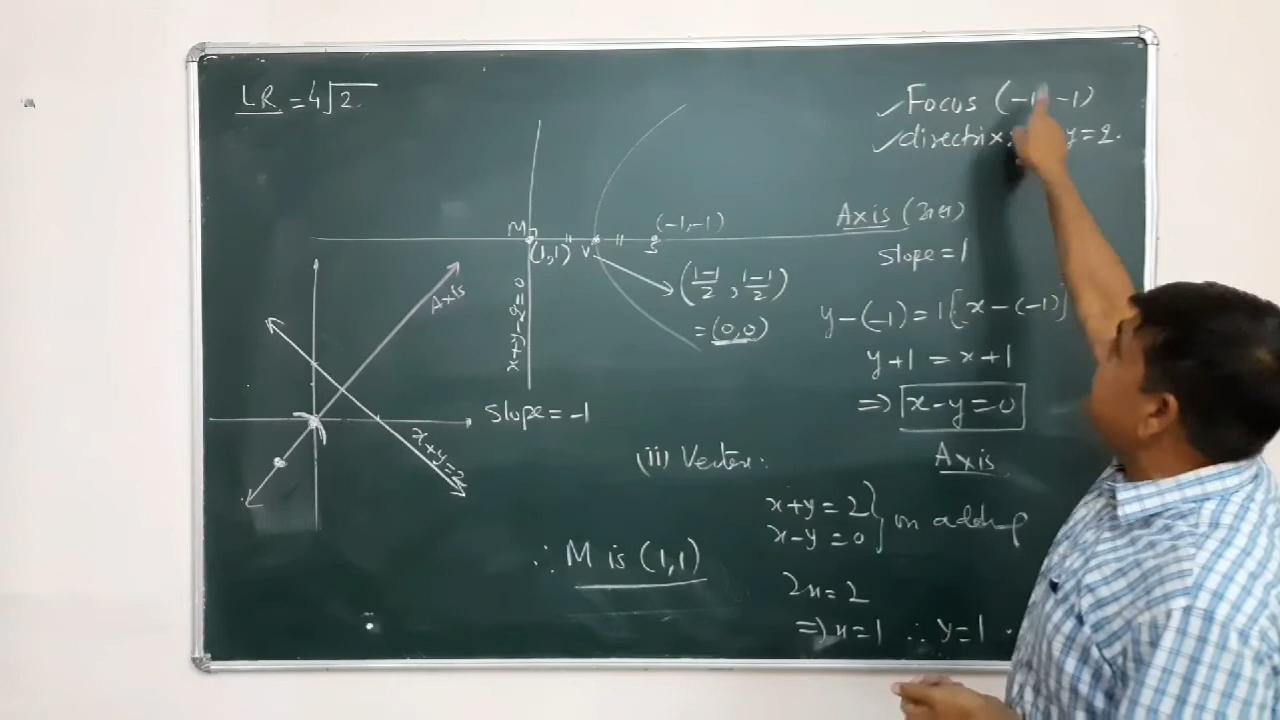 LR = 4√2
✓ Focus (-1, -1)
✓ directrix: y = 2.
Axis
slope = 1
y-(-1) = 1[x-(-1)]
y+1 = x+1
⇒ x-y=0
Axis
M
(1,1)
V
S
(-1,-1)
(1-1/2, 1-1/2)
= (0,0)
x+y-2=0
slope = -1
Axis
x+y=2
(ii) Vertex:
x+y = 2
x-y = 0
on adding
2x = 2
⇒ x=1 ∴ y=1
∴ M is (1,1)